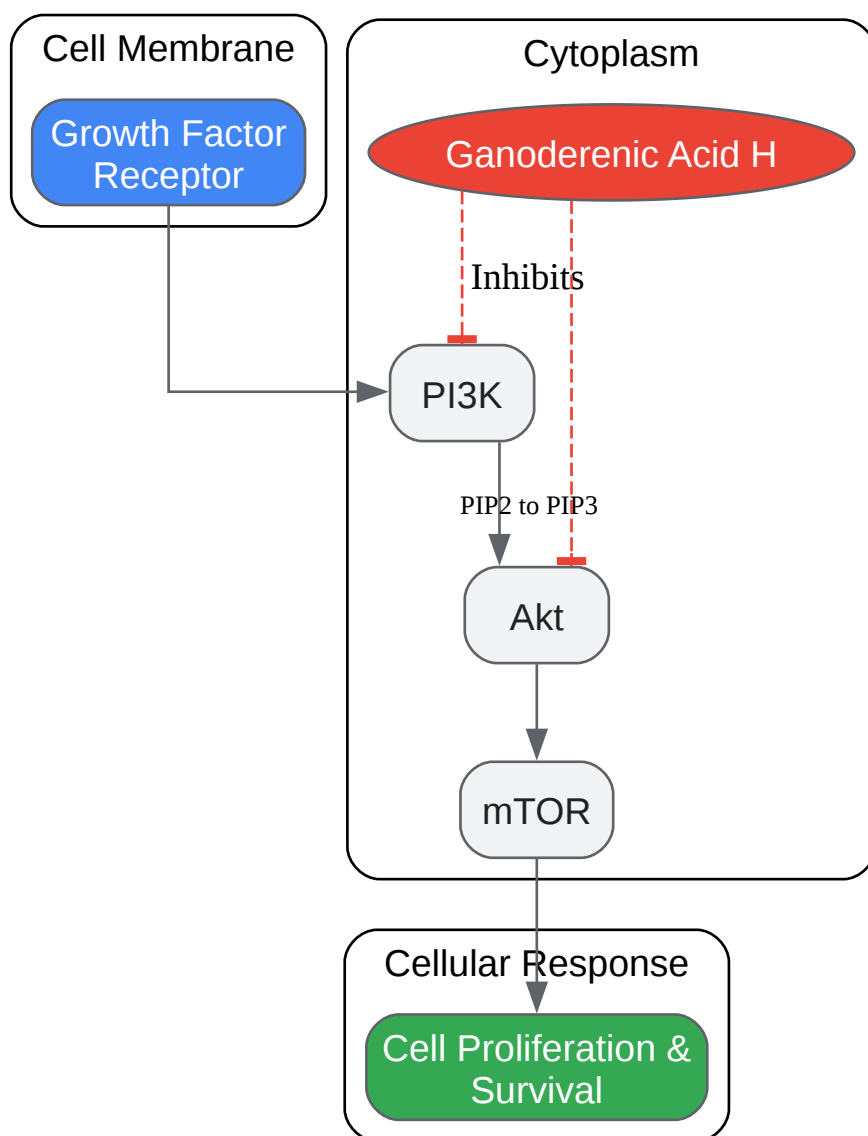 Cell Membrane
Growth Factor
Receptor
Cytoplasm
Ganoderenic Acid H
Inhibits
PI3K
PIP2 to PIP3
Akt
mTOR
Cellular Response
Cell Proliferation &
Survival